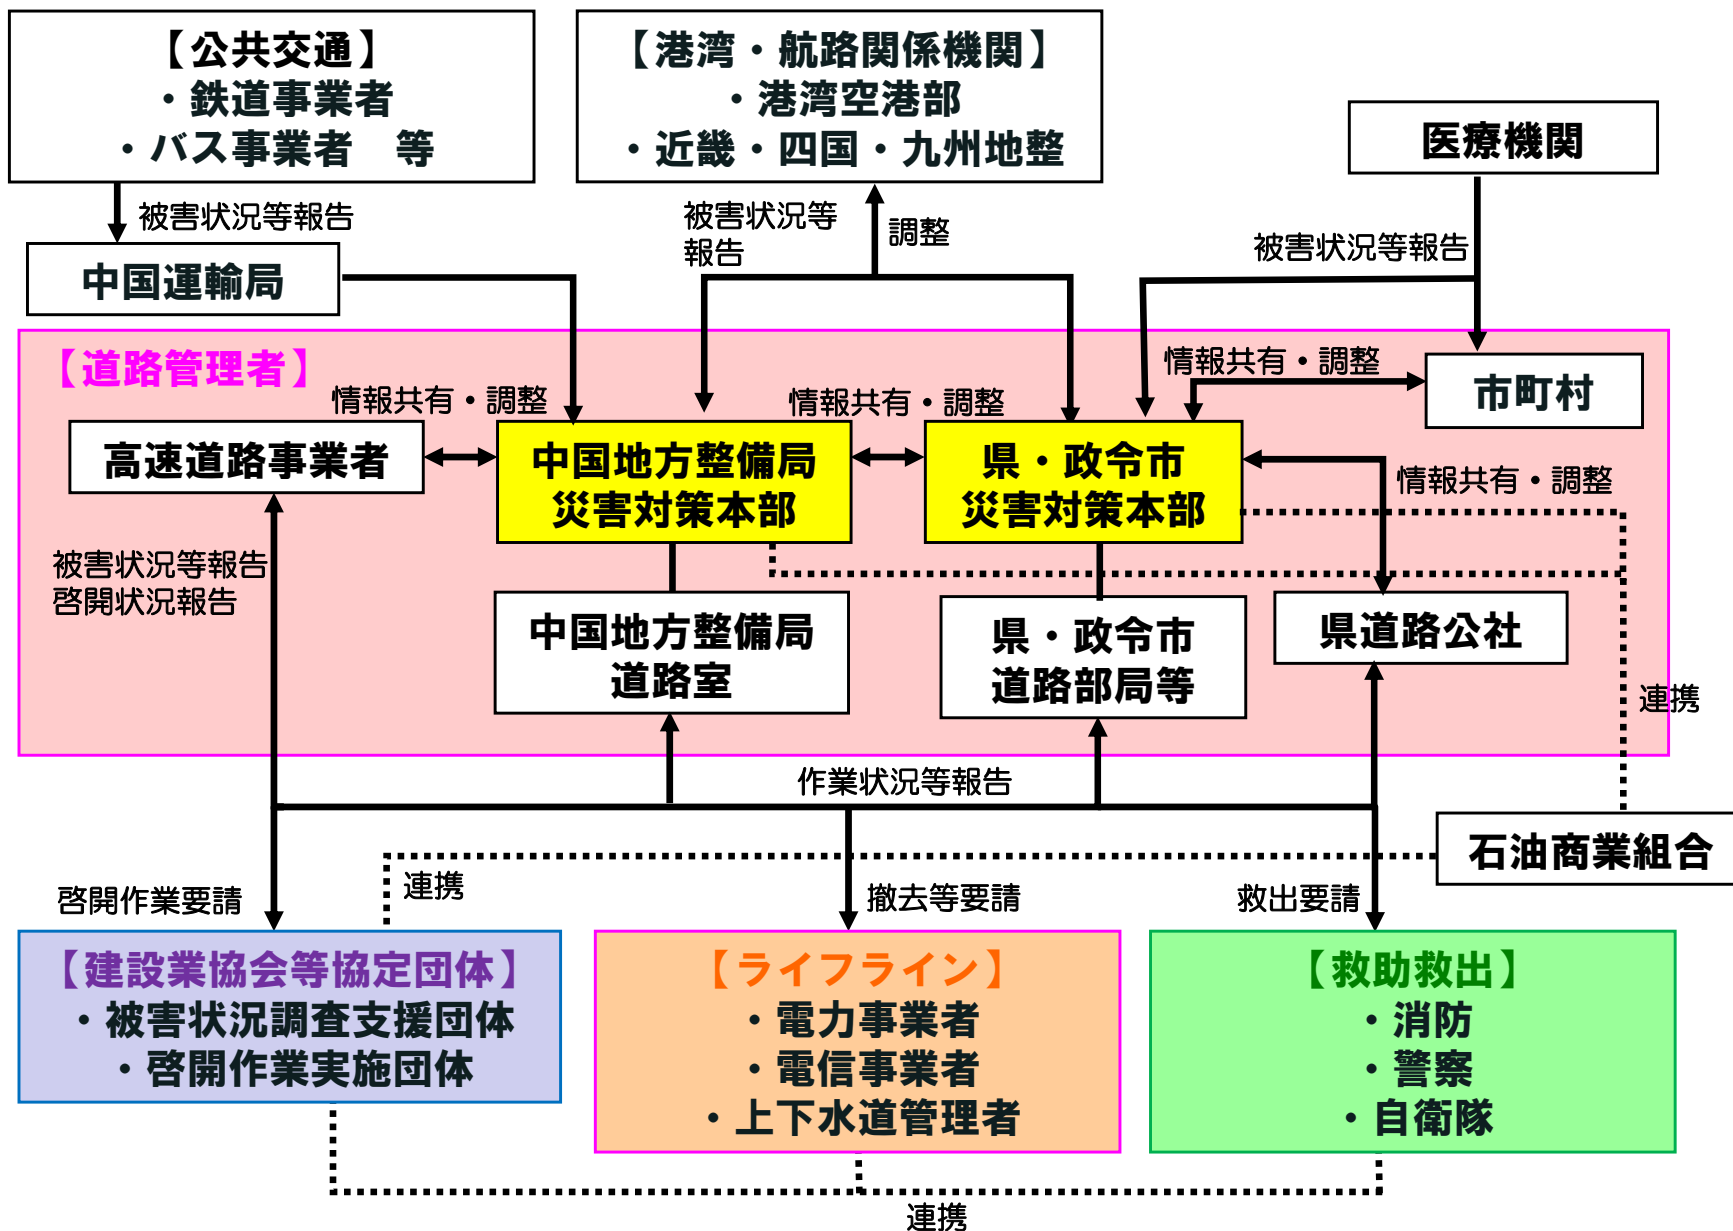 【公共交通】
・鉄道事業者
・バス事業者　等
【港湾・航路関係機関】
・港湾空港部
・近畿・四国・九州地整
医療機関
被害状況等報告
被害状況等
報告
調整
被害状況等報告
中国運輸局
【道路管理者】
情報共有・調整
情報共有・調整
情報共有・調整
市町村
高速道路事業者
中国地方整備局
災害対策本部
県・政令市
災害対策本部
情報共有・調整
被害状況等報告
啓開状況報告
中国地方整備局
道路室
県・政令市
道路部局等
県道路公社
連携
作業状況等報告
石油商業組合
啓開作業要請
連携
撤去等要請
救出要請
【建設業協会等協定団体】
・被害状況調査支援団体
・啓開作業実施団体
【ライフライン】
・電力事業者
・電信事業者
・上下水道管理者
【救助救出】
・消防
・警察
・自衛隊
連携